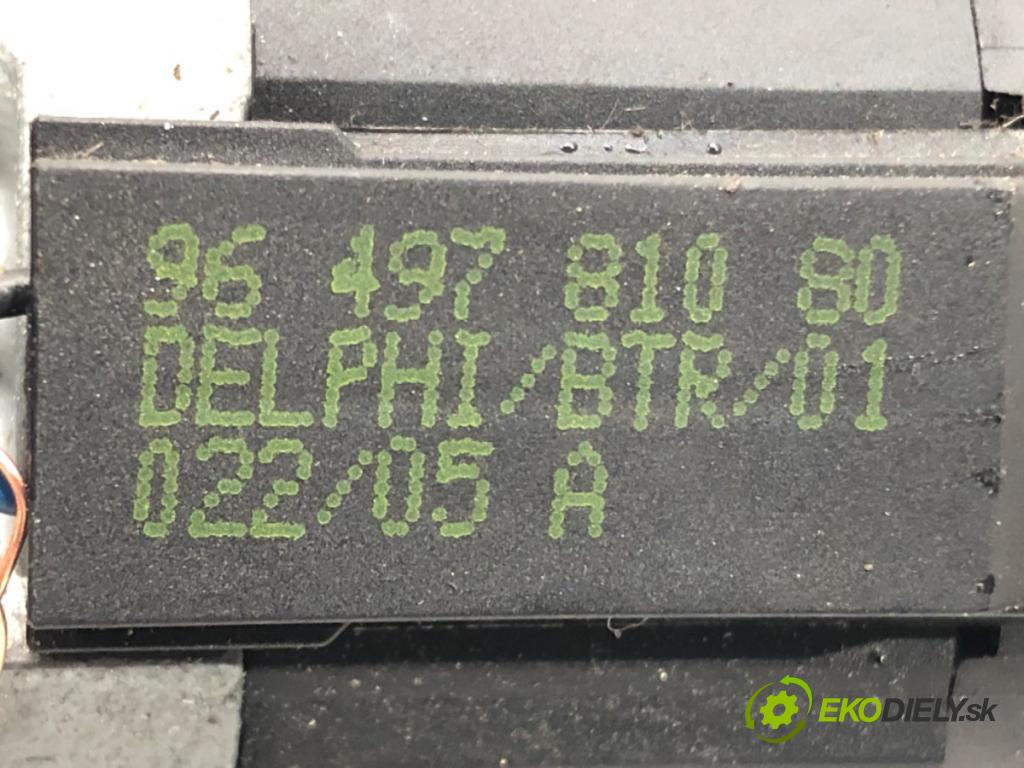 96 497 810 80
DELPHI/BTR/01
022/05 A
EKODIELY.sk